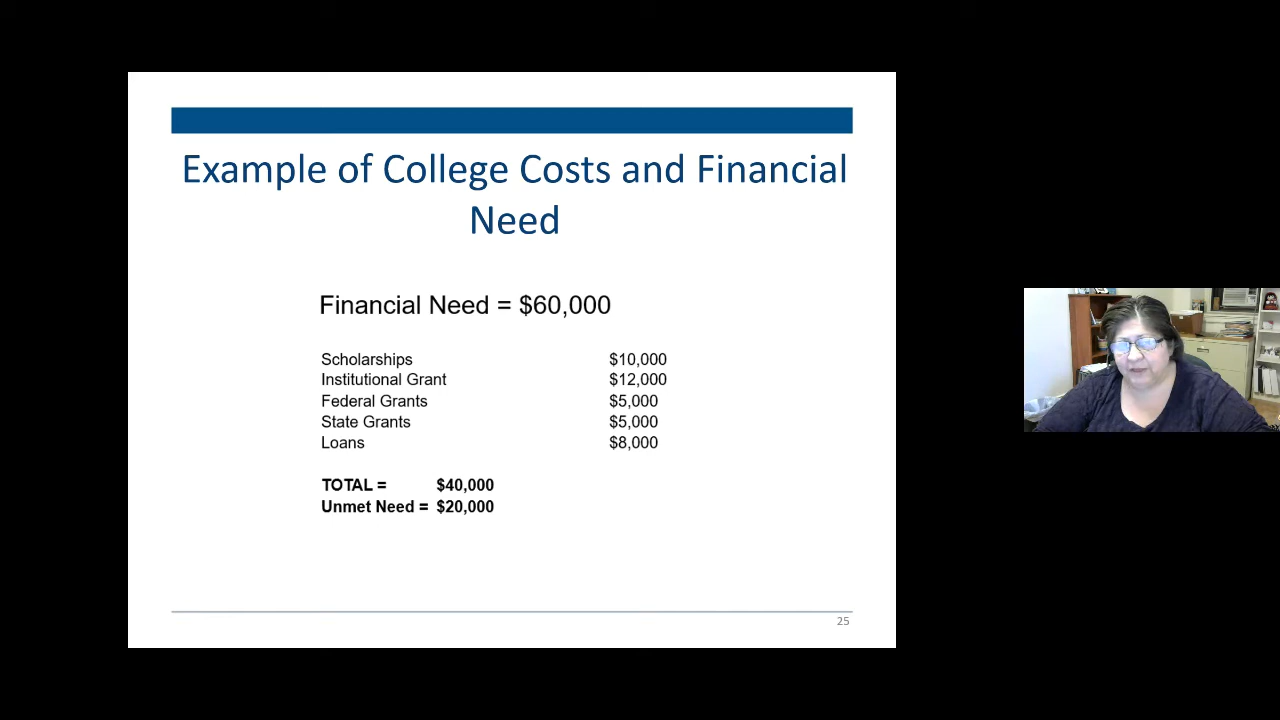 Example of College Costs and Financial
Need
Financial Need = $60,000
Scholarships $10,000
Institutional Grant $12,000
Federal Grants $5,000
State Grants $5,000
Loans $8,000
TOTAL = $40,000
Unmet Need = $20,000
25